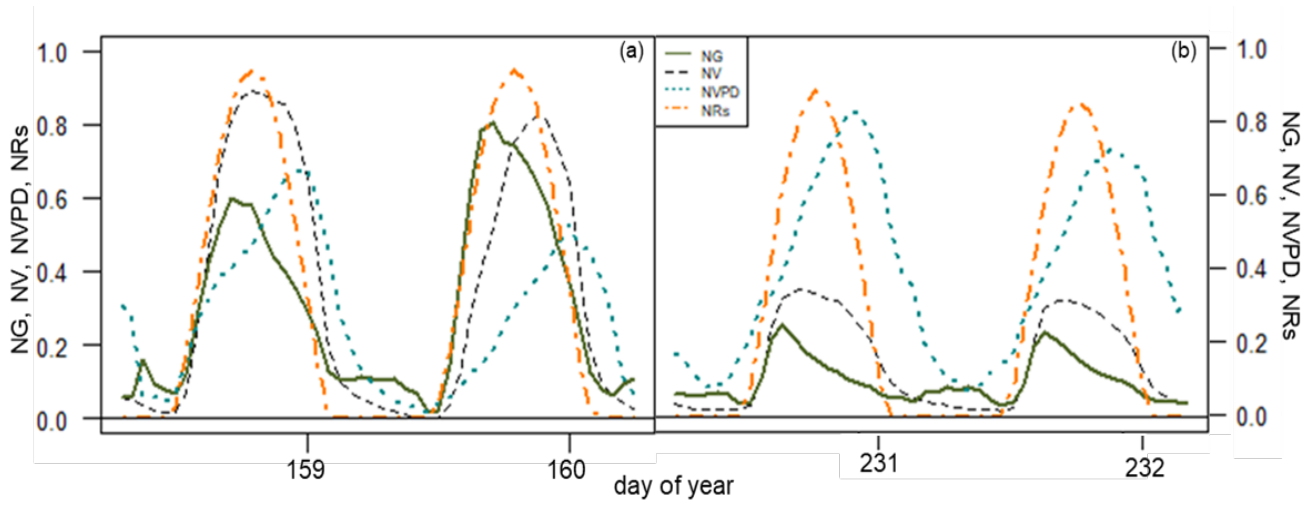 (a)
(b)
1.0
0.8
0.6
0.4
0.2
0.0
NG, NV, NVPD, NRs
NG
NV
NVPD
NRs
1.0
0.8
0.6
0.4
0.2
0.0
NG, NV, NVPD, NRs
159
160
231
232
day of year